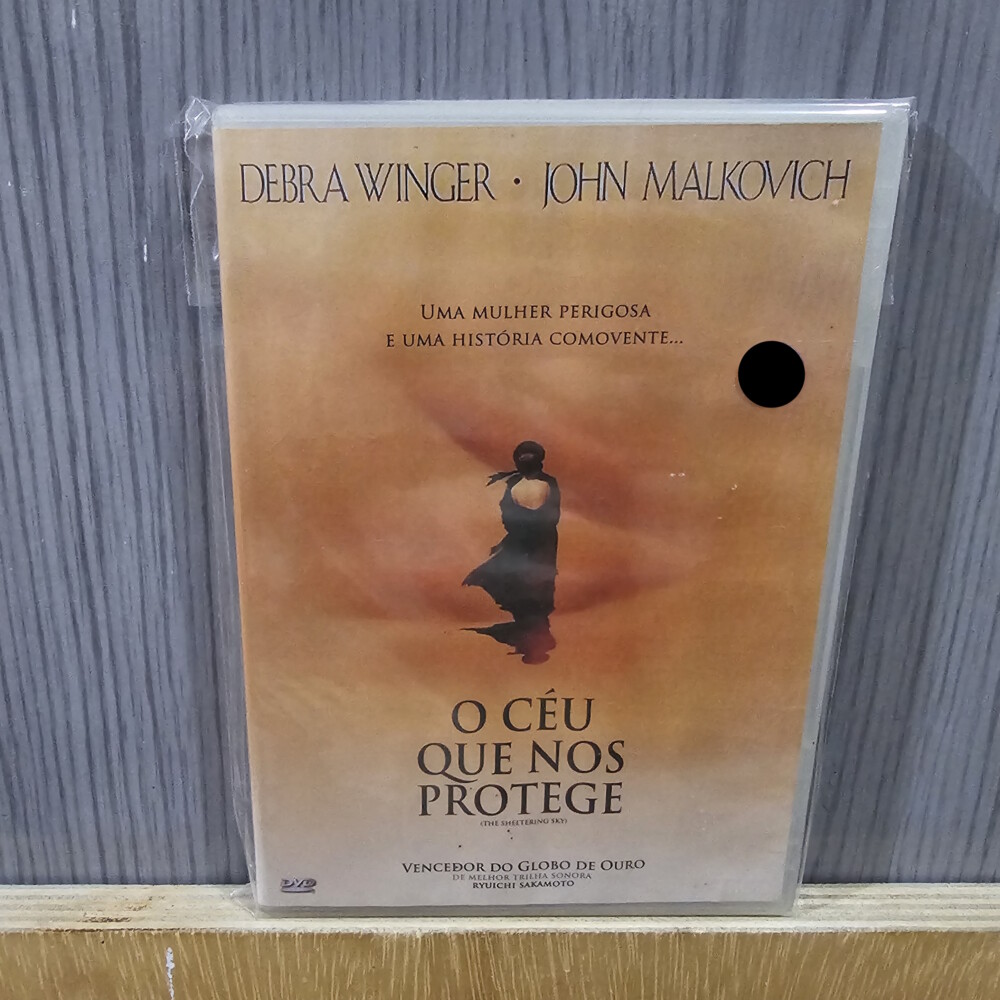 DEBRA WINGER · JOHN MALKOVICH
UMA MULHER PERIGOSA
E UMA HISTÓRIA COMOVENTE...
O CÉU
QUE NOS
PROTEGE
(THE SHELTERING SKY)
VENCEDOR DO GLOBO DE OURO
DE MELHOR TRILHA SONORA
RYUICHI SAKAMOTO
DVD